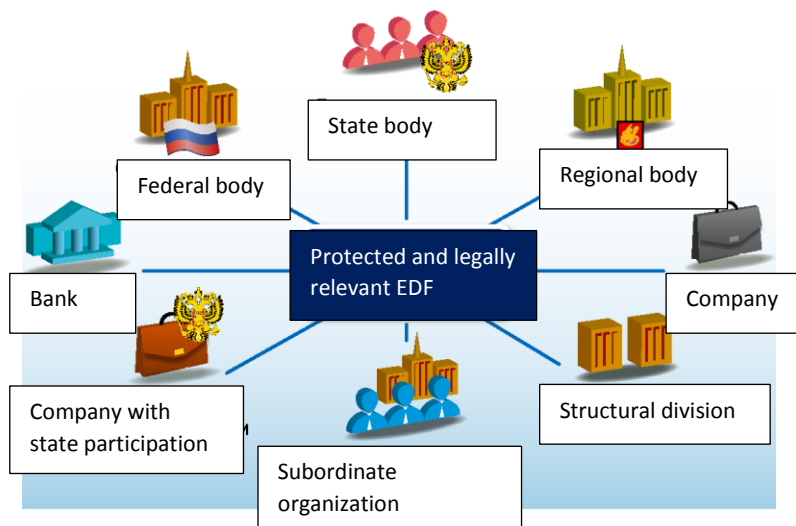 State body
Federal body
Regional body
Protected and legally
relevant EDF
Bank
Company
Company with
state participation
Structural division
Subordinate
organization